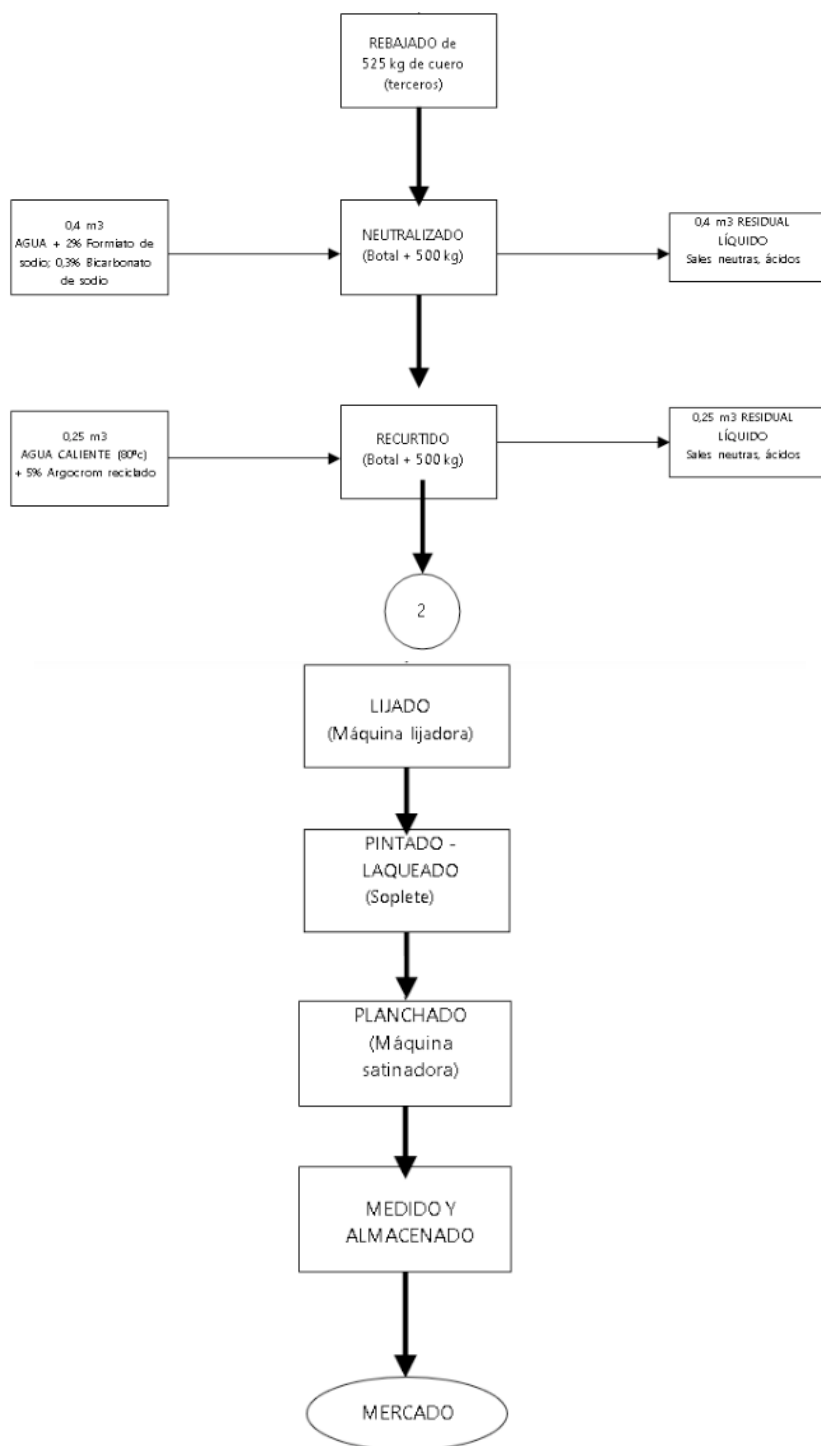 REBAJADO de
525 kg de cuero
(terceros)
0,4 m3
AGUA + 2% Formiato de
sodio; 0,3% Bicarbonato
de sodio
NEUTRALIZADO
(Botal + 500 kg)
0,4 m3 RESIDUAL
LÍQUIDO
Sales neutras, ácidos
0,25 m3
AGUA CALIENTE (80ºc)
+ 5% Argocrom reciclado
RECURTIDO
(Botal + 500 kg)
0,25 m3 RESIDUAL
LÍQUIDO
Sales neutras, ácidos
2
LIJADO
(Máquina lijadora)
PINTADO -
LAQUEADO
(Soplete)
PLANCHADO
(Máquina
satinadora)
MEDIDO Y
ALMACENADO
MERCADO